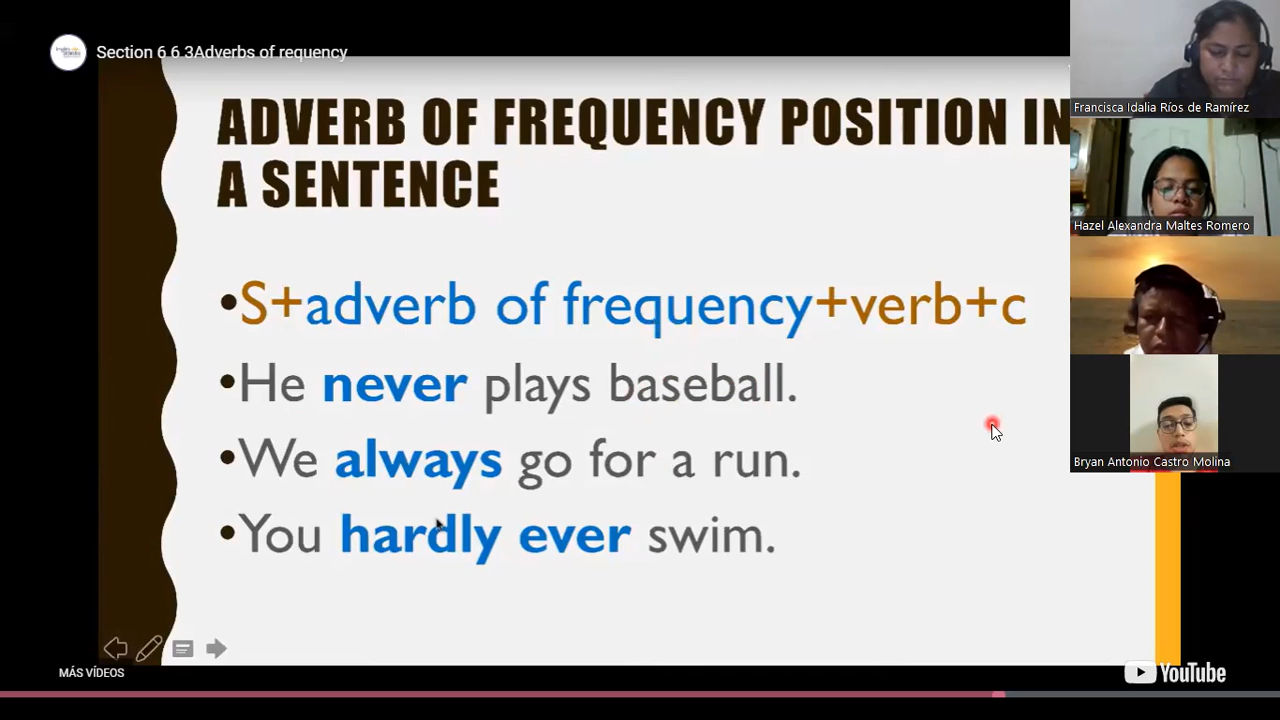 Section 6 6 3Adverbs of requency
ADVERB OF FREQUENCY POSITION IN
A SENTENCE
•S+adverb of frequency+verb+c
•He never plays baseball.
•We always go for a run.
•You hardly ever swim.
MÁS VÍDEOS
YouTube
Francisca Idalia Ríos de Ramírez
Hazel Alexandra Maltes Romero
Bryan Antonio Castro Molina